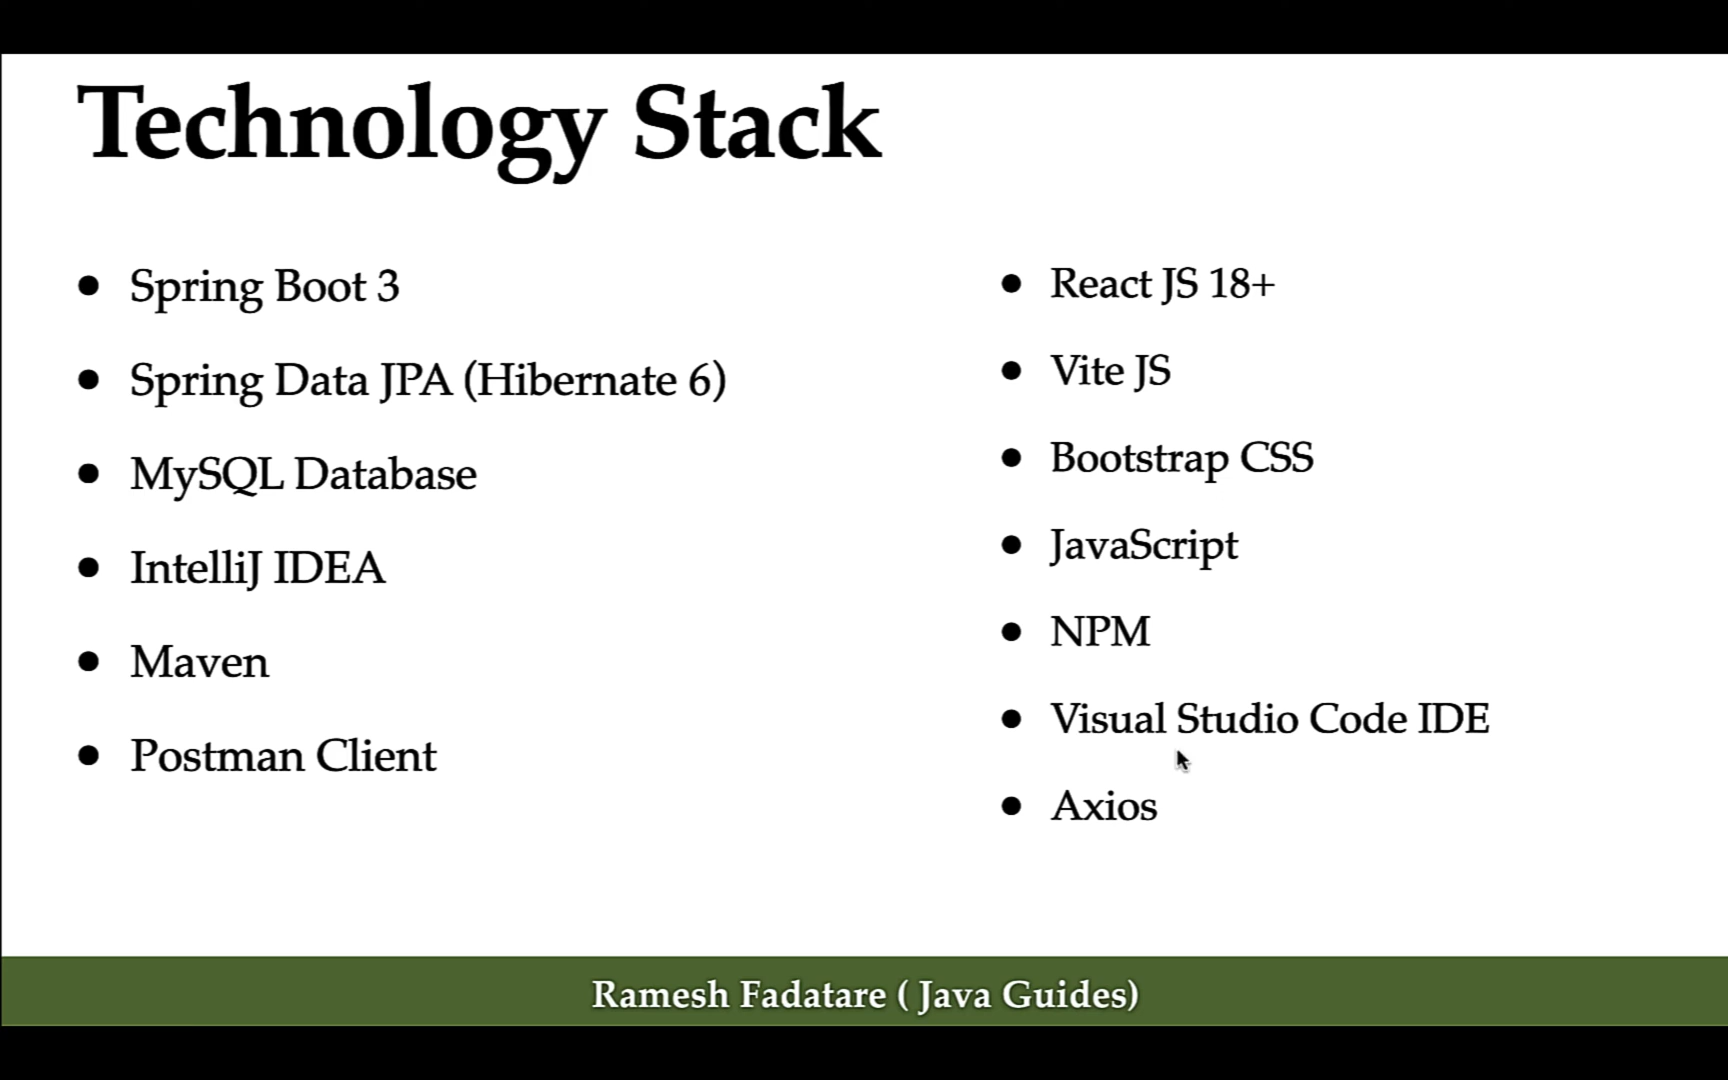 Technology Stack
Spring Boot 3
Spring Data JPA (Hibernate 6)
MySQL Database
IntelliJ IDEA
Maven
Postman Client
React JS 18+
Vite JS
Bootstrap CSS
JavaScript
NPM
Visual Studio Code IDE
Axios
Ramesh Fadatare ( Java Guides)